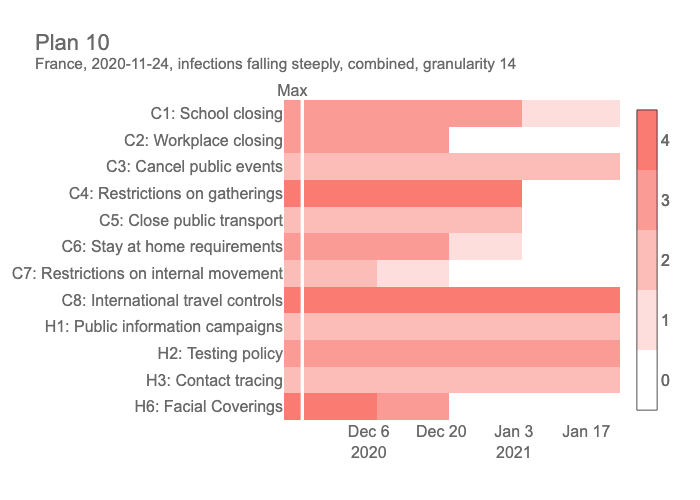 Plan 10
France, 2020-11-24, infections falling steeply, combined, granularity 14
Max
C1: School closing
C2: Workplace closing
C3: Cancel public events
C4: Restrictions on gatherings
C5: Close public transport
C6: Stay at home requirements
C7: Restrictions on internal movement
C8: International travel controls
H1: Public information campaigns
H2: Testing policy
H3: Contact tracing
H6: Facial Coverings
4
3
2
1
0
Dec 6 Dec 20 Jan 3 Jan 17
2020 2021